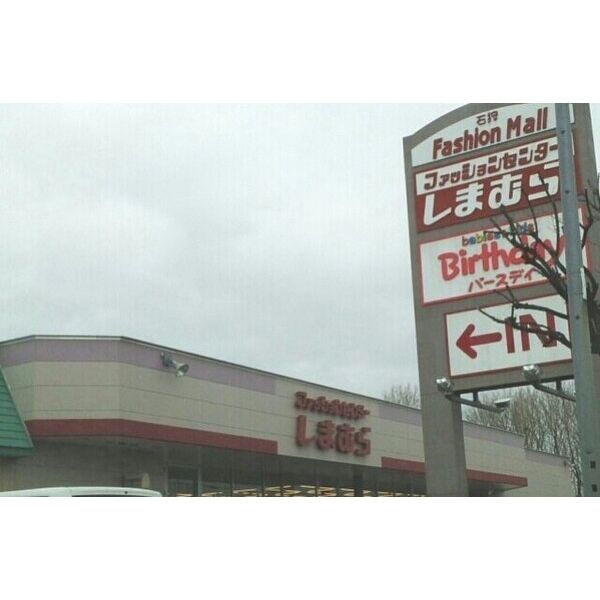 石狩
Fashion Mall
ファッションセンター
しまむら
babies & kids
Birthday
バースデイ
←IN
ファッションセンター
しまむら